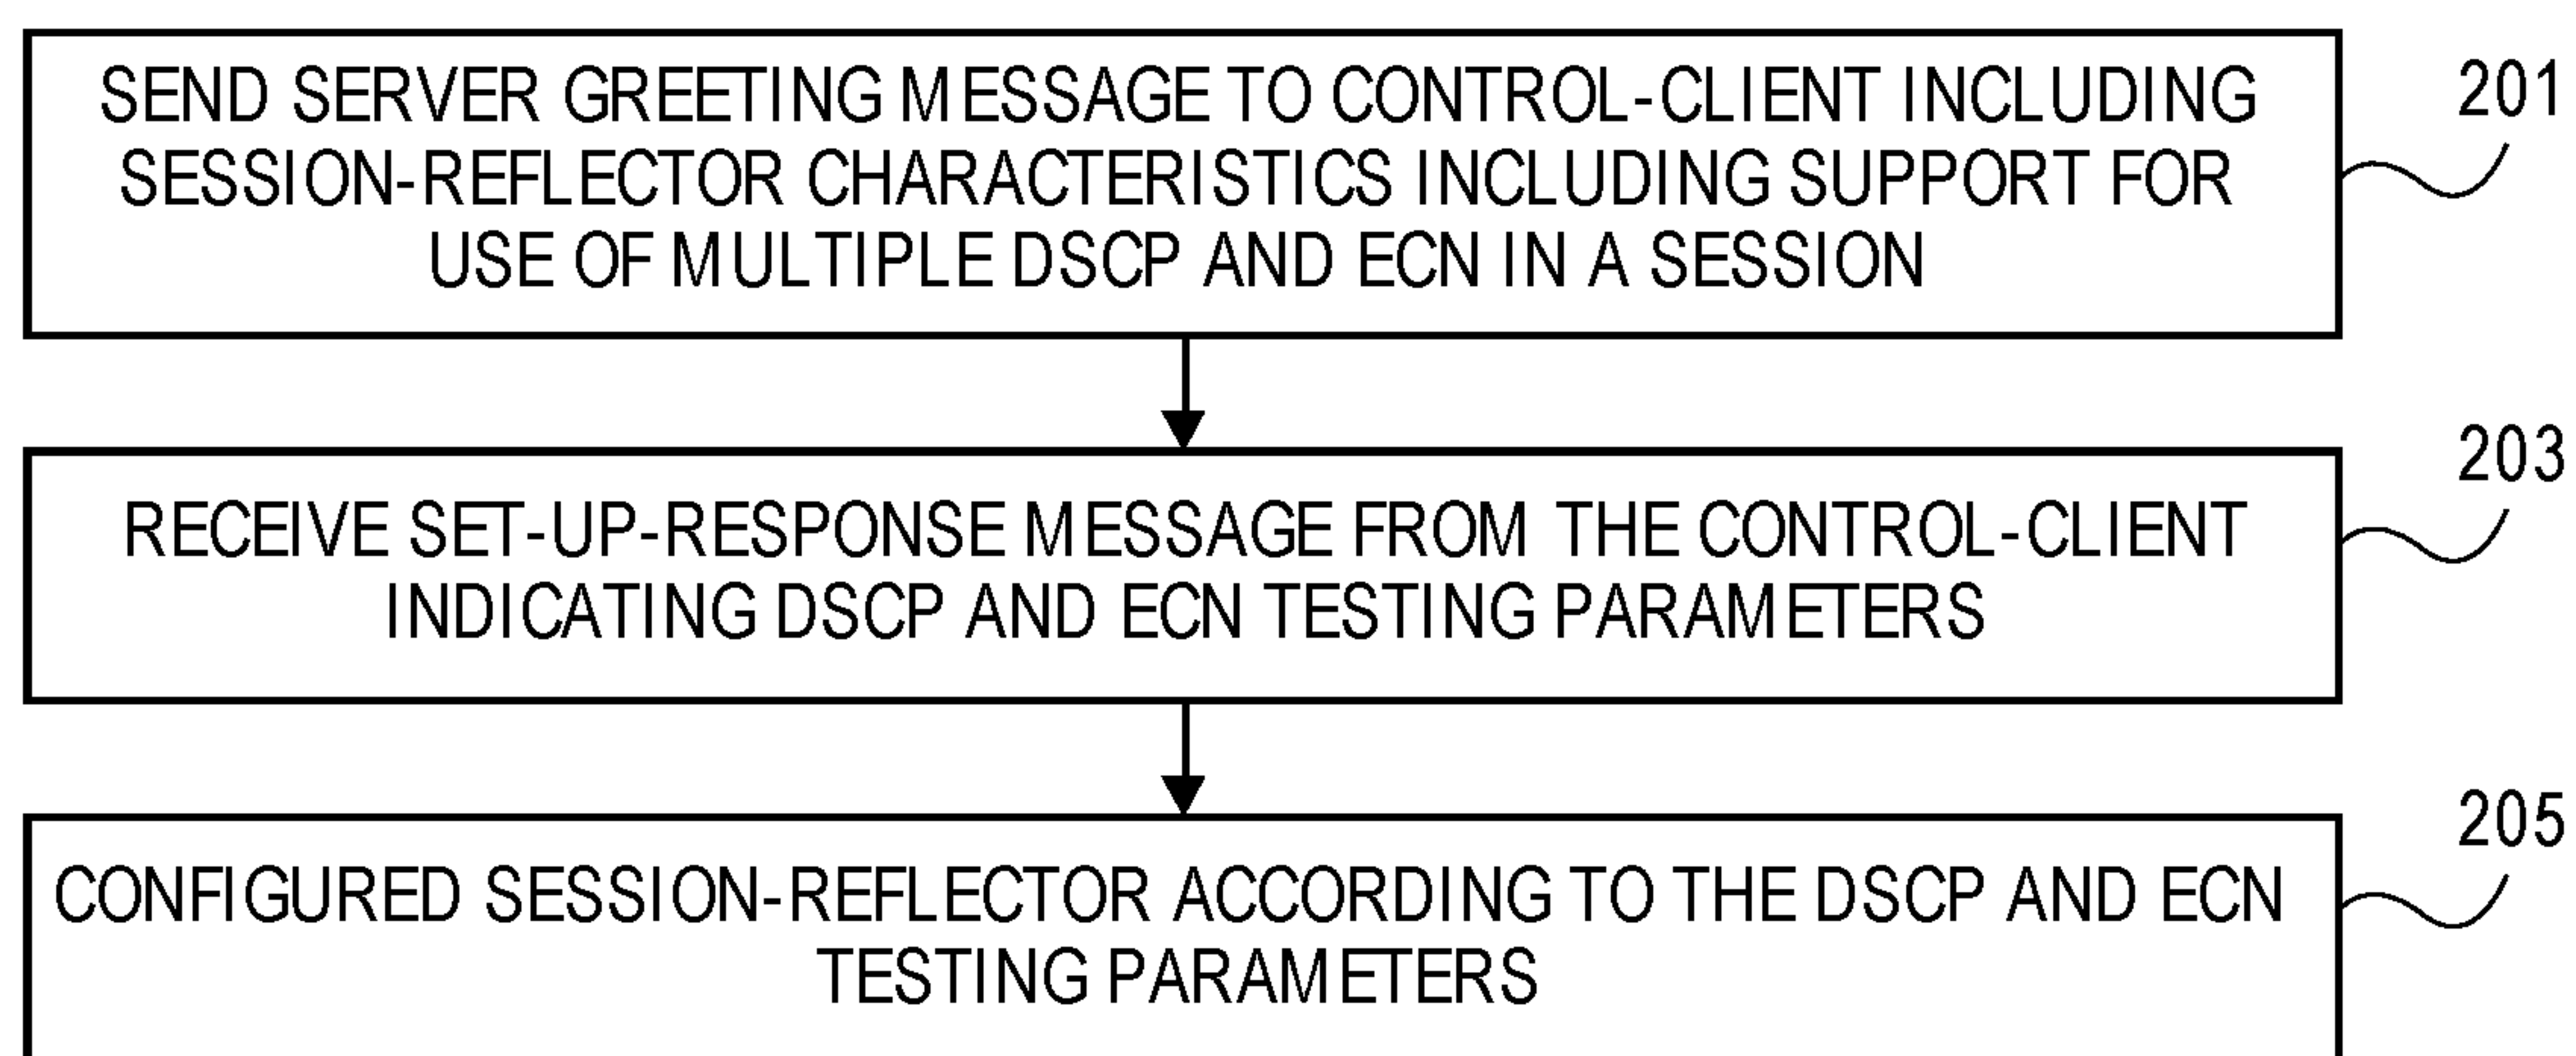 SEND SERVER GREETING MESSAGE TO CONTROL-CLIENT INCLUDING
SESSION-REFLECTOR CHARACTERISTICS INCLUDING SUPPORT FOR
USE OF MULTIPLE DSCP AND ECN IN A SESSION
201
RECEIVE SET-UP-RESPONSE MESSAGE FROM THE CONTROL-CLIENT
INDICATING DSCP AND ECN TESTING PARAMETERS
203
CONFIGURED SESSION-REFLECTOR ACCORDING TO THE DSCP AND ECN
TESTING PARAMETERS
205